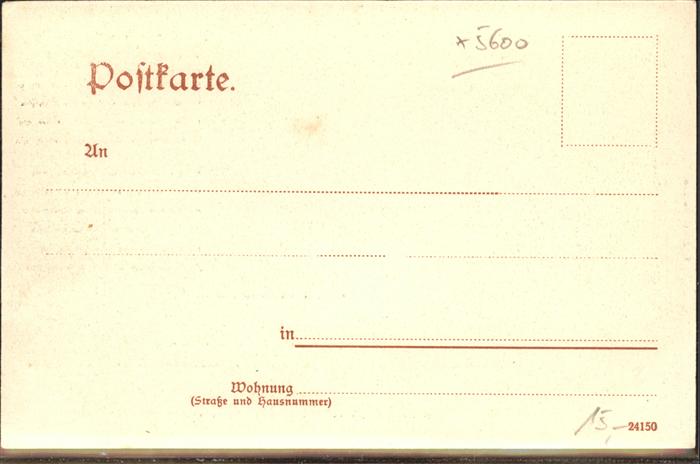 * 5600
Poſtkarte.
An
in
Wohnung
(Straße und Hausnummer)
15,-
24150